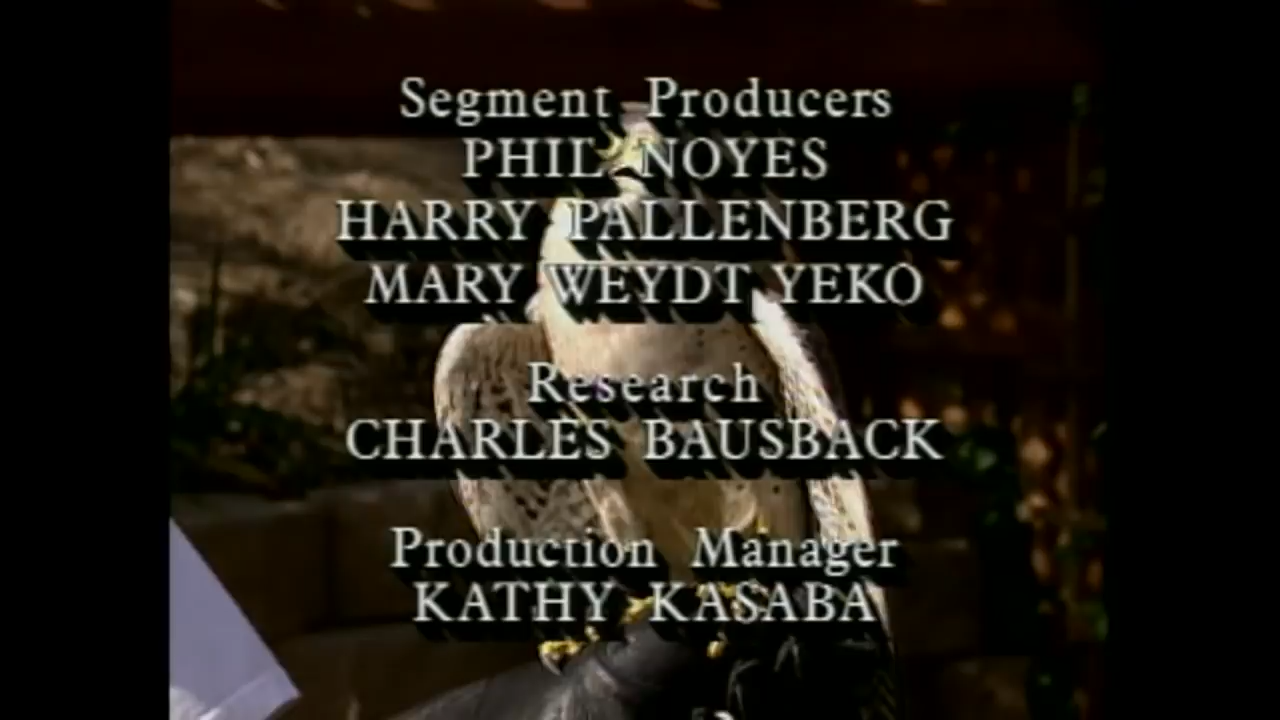 Segment Producers
PHIL NOYES
HARRY PALLENBERG
MARY WEYDT YEKO
Research
CHARLES BAUSBACK
Production Manager
KATHY KASABA